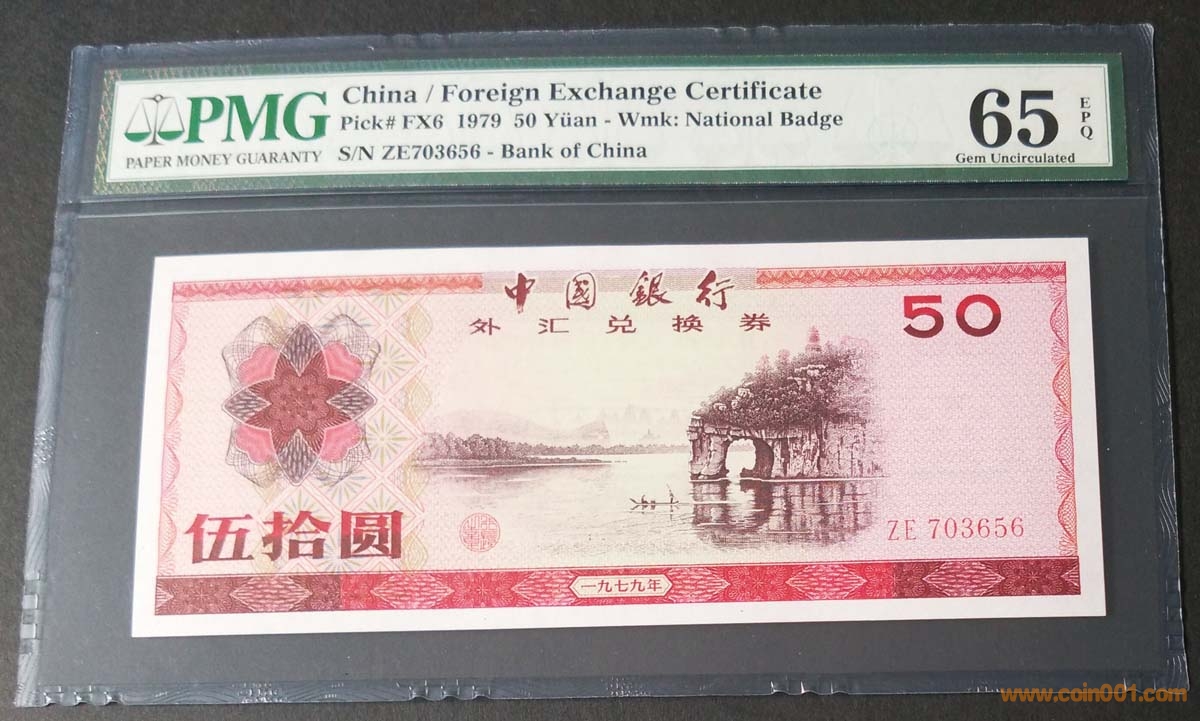 PMG
PAPER MONEY GUARANTY
China / Foreign Exchange Certificate
Pick# FX6 1979 50 Yüan - Wmk: National Badge
S/N ZE703656 - Bank of China
65 EPQ
Gem Uncirculated
中國銀行
外汇兑换券
50
伍拾圆
ZE 703656
一九七九年
www.coin001.com